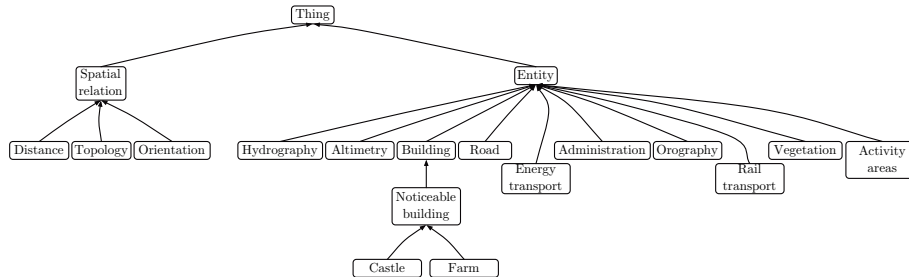 Thing
Spatial
relation
Entity
Distance
Topology
Orientation
Hydrography
Altimetry
Building
Road
Energy
transport
Administration
Orography
Rail
transport
Vegetation
Activity
areas
Noticeable
building
Castle
Farm